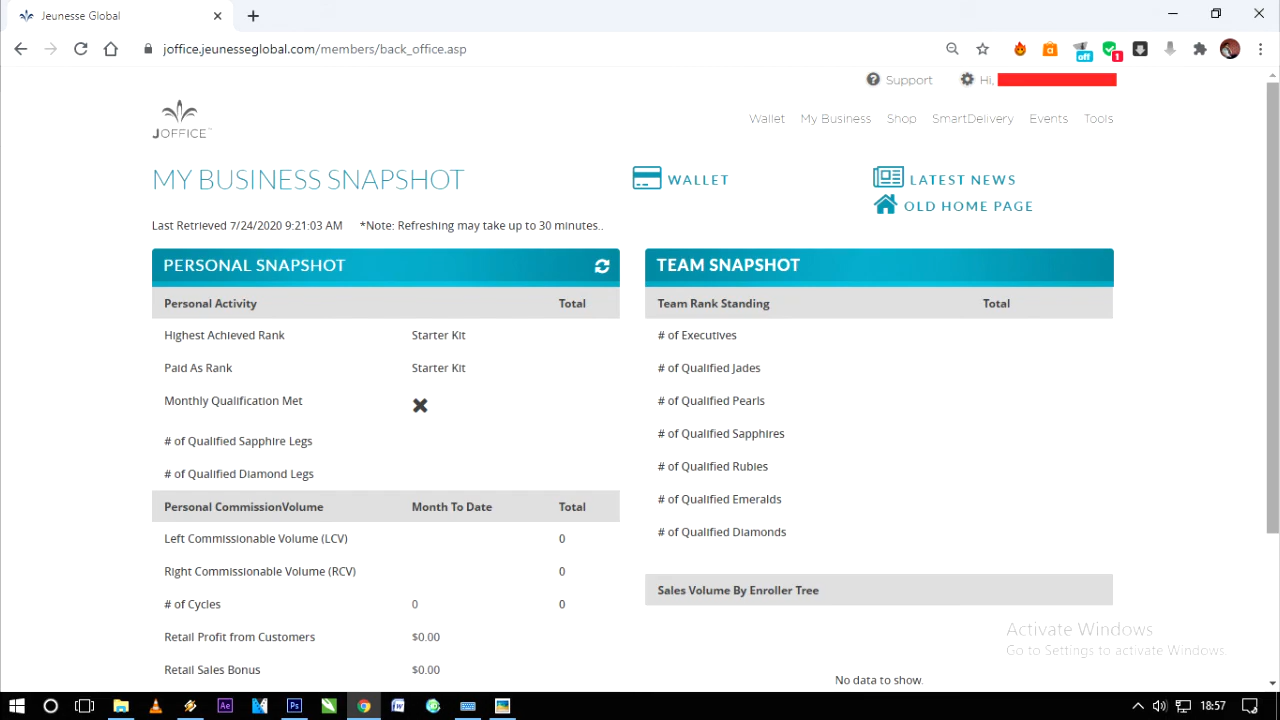 Jeunesse Global
joffice.jeunesseglobal.com/members/back_office.asp
off
1
Support
Hi,
JOFFICE™
Wallet My Business Shop SmartDelivery Events Tools
MY BUSINESS SNAPSHOT
WALLET
LATEST NEWS
OLD HOME PAGE
Last Retrieved 7/24/2020 9:21:03 AM *Note: Refreshing may take up to 30 minutes..
PERSONAL SNAPSHOT
Personal Activity Total
Highest Achieved Rank Starter Kit
Paid As Rank Starter Kit
Monthly Qualification Met
# of Qualified Sapphire Legs
# of Qualified Diamond Legs
Personal CommissionVolume Month To Date Total
Left Commissionable Volume (LCV) 0
Right Commissionable Volume (RCV) 0
# of Cycles 0 0
Retail Profit from Customers $0.00
Retail Sales Bonus $0.00
TEAM SNAPSHOT
Team Rank Standing Total
# of Executives
# of Qualified Jades
# of Qualified Pearls
# of Qualified Sapphires
# of Qualified Rubies
# of Qualified Emeralds
# of Qualified Diamonds
Sales Volume By Enroller Tree
No data to show.
Activate Windows
Go to Settings to activate Windows.
Ae
Ps
18:57